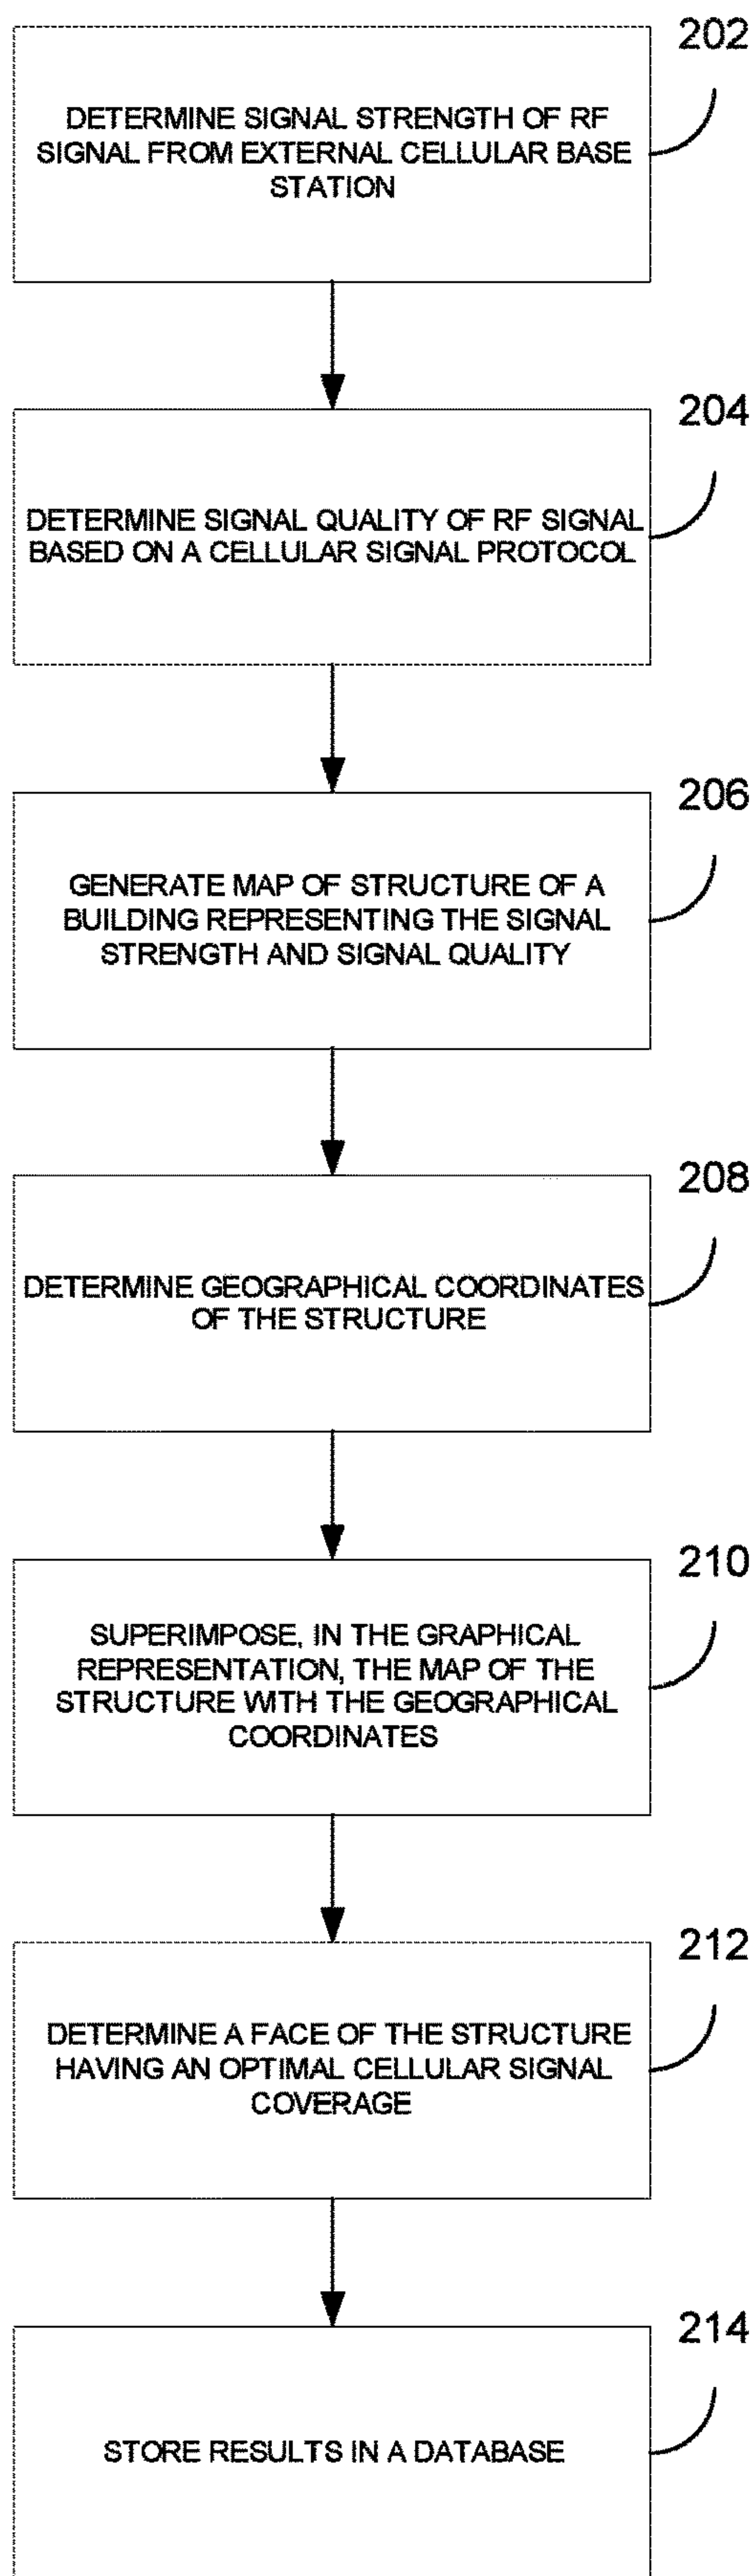 202
DETERMINE SIGNAL STRENGTH OF RF
SIGNAL FROM EXTERNAL CELLULAR BASE
STATION
204
DETERMINE SIGNAL QUALITY OF RF SIGNAL
BASED ON A CELLULAR SIGNAL PROTOCOL
206
GENERATE MAP OF STRUCTURE OF A
BUILDING REPRESENTING THE SIGNAL
STRENGTH AND SIGNAL QUALITY
208
DETERMINE GEOGRAPHICAL COORDINATES
OF THE STRUCTURE
210
SUPERIMPOSE, IN THE GRAPHICAL
REPRESENTATION, THE MAP OF THE
STRUCTURE WITH THE GEOGRAPHICAL
COORDINATES
212
DETERMINE A FACE OF THE STRUCTURE
HAVING AN OPTIMAL CELLULAR SIGNAL
COVERAGE
214
STORE RESULTS IN A DATABASE